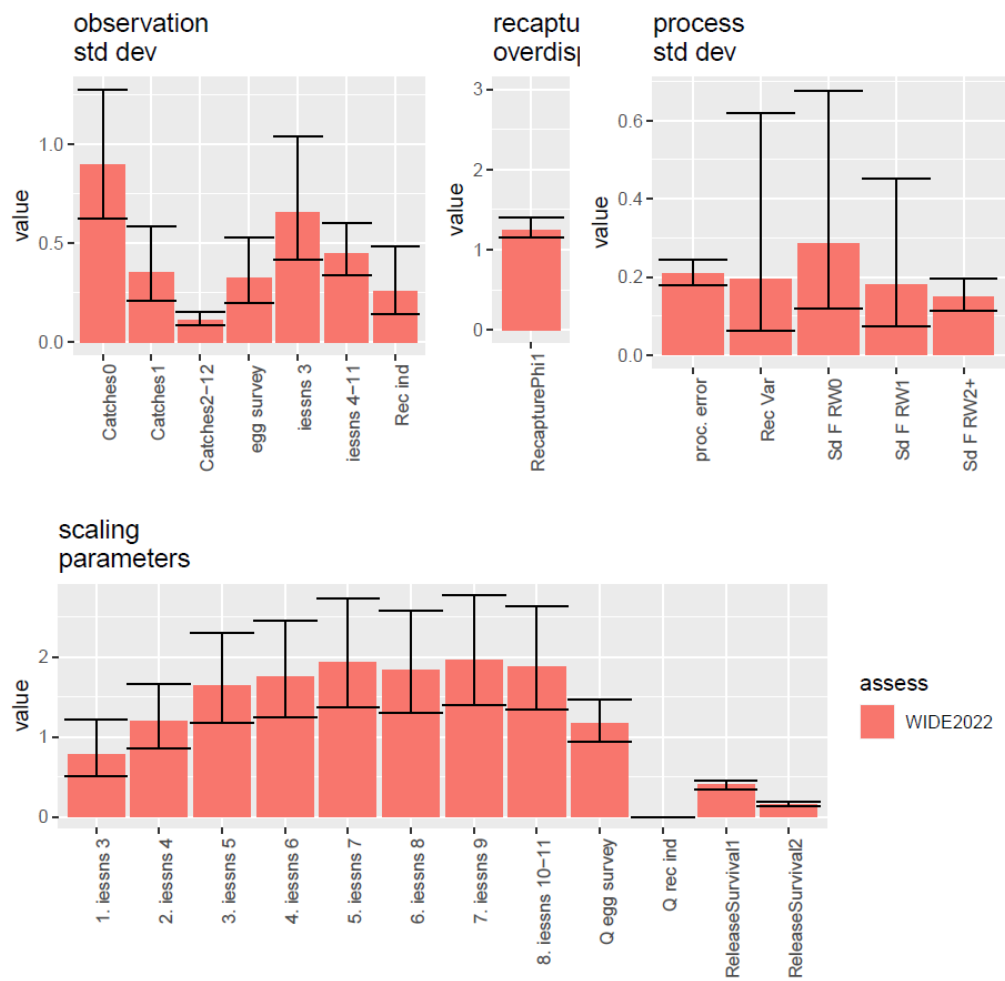 observation
std dev
value
1.0
0.5
0.0
Catches0
Catches1
Catches2-12
egg survey
iessns 3
iessns 4-11
Rec ind
recaptu
overdisp
value
3
2
1
0
RecapturePhi1
process
std dev
value
0.6
0.4
0.2
0.0
proc. error
Rec Var
Sd F RW0
Sd F RW1
Sd F RW2+
scaling
parameters
value
2
1
0
1. iessns 3
2. iessns 4
3. iessns 5
4. iessns 6
5. iessns 7
6. iessns 8
7. iessns 9
8. iessns 10-11
Q egg survey
Q rec ind
ReleaseSurvival1
ReleaseSurvival2
assess
WIDE2022